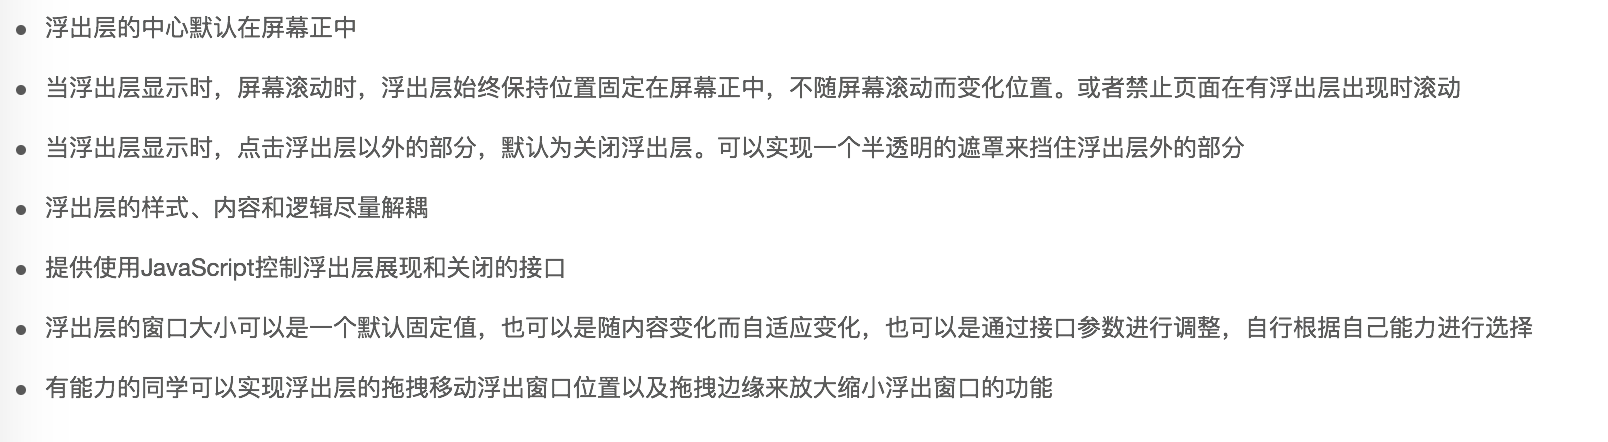 浮出层的中心默认在屏幕正中
当浮出层显示时，屏幕滚动时，浮出层始终保持位置固定在屏幕正中，不随屏幕滚动而变化位置。或者禁止页面在有浮出层出现时滚动
当浮出层显示时，点击浮出层以外的部分，默认为关闭浮出层。可以实现一个半透明的遮罩来挡住浮出层外的部分
浮出层的样式、内容和逻辑尽量解耦
提供使用JavaScript控制浮出层展现和关闭的接口
浮出层的窗口大小可以是一个默认固定值，也可以是随内容变化而自适应变化，也可以是通过接口参数进行调整，自行根据自己能力进行选择
有能力的同学可以实现浮出层的拖拽移动浮出窗口位置以及拖拽边缘来放大缩小浮出窗口的功能